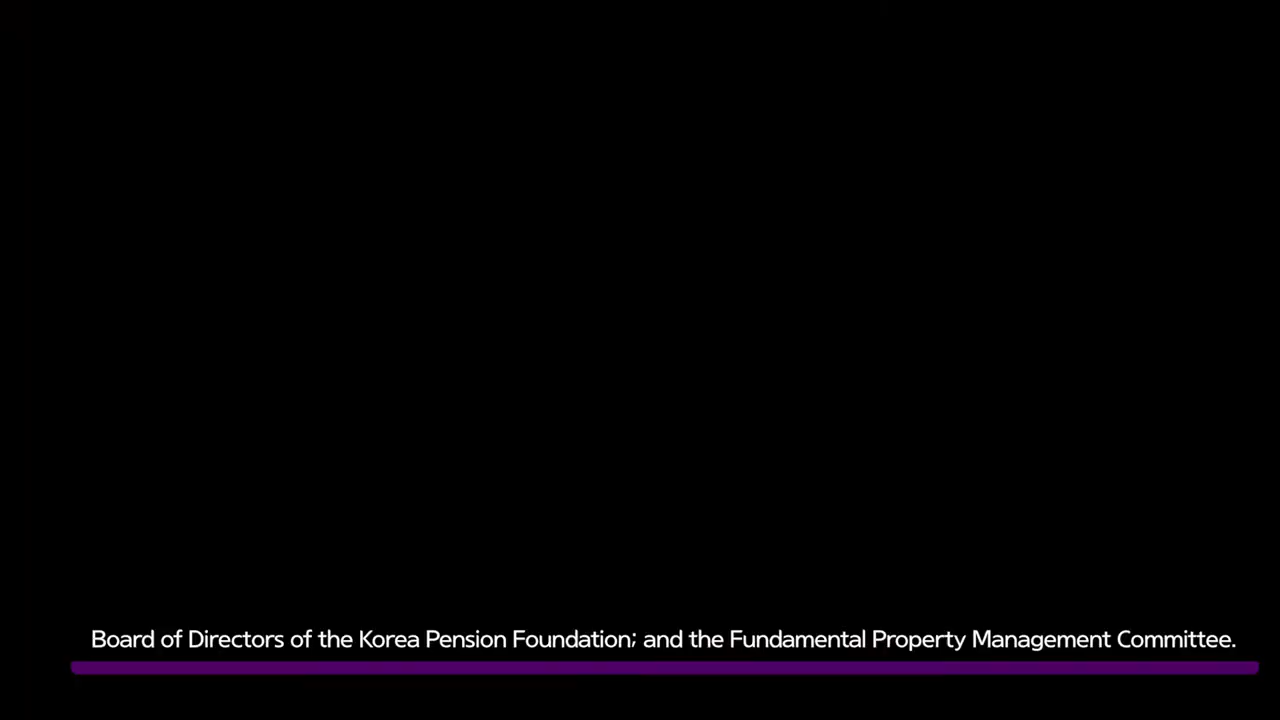 Board of Directors of the Korea Pension Foundation; and the Fundamental Property Management Committee.